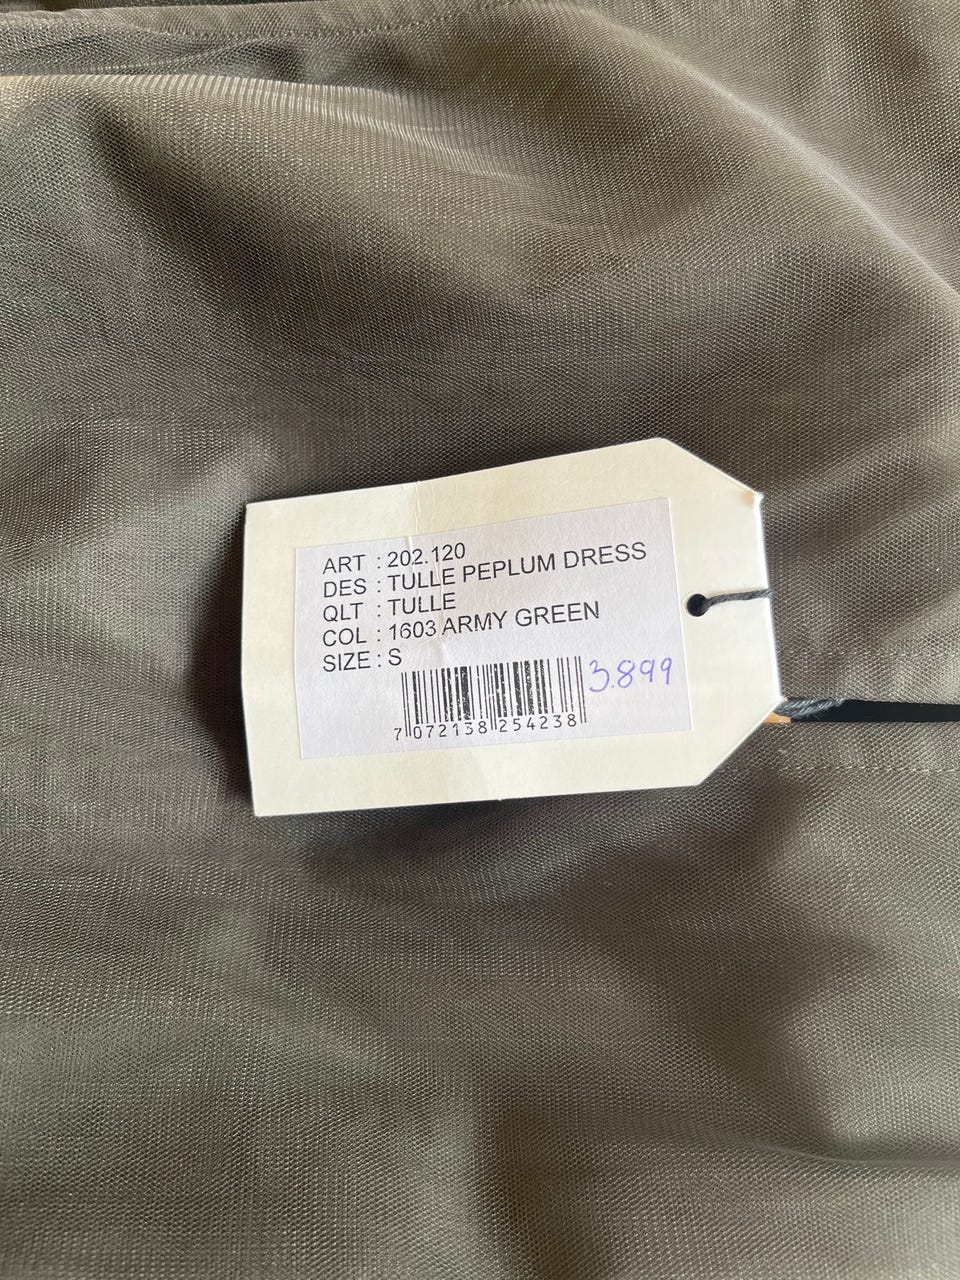 ART : 202.120
DES : TULLE PEPLUM DRESS
QLT : TULLE
COL : 1603 ARMY GREEN
SIZE : S
3.899
7 072138 254238